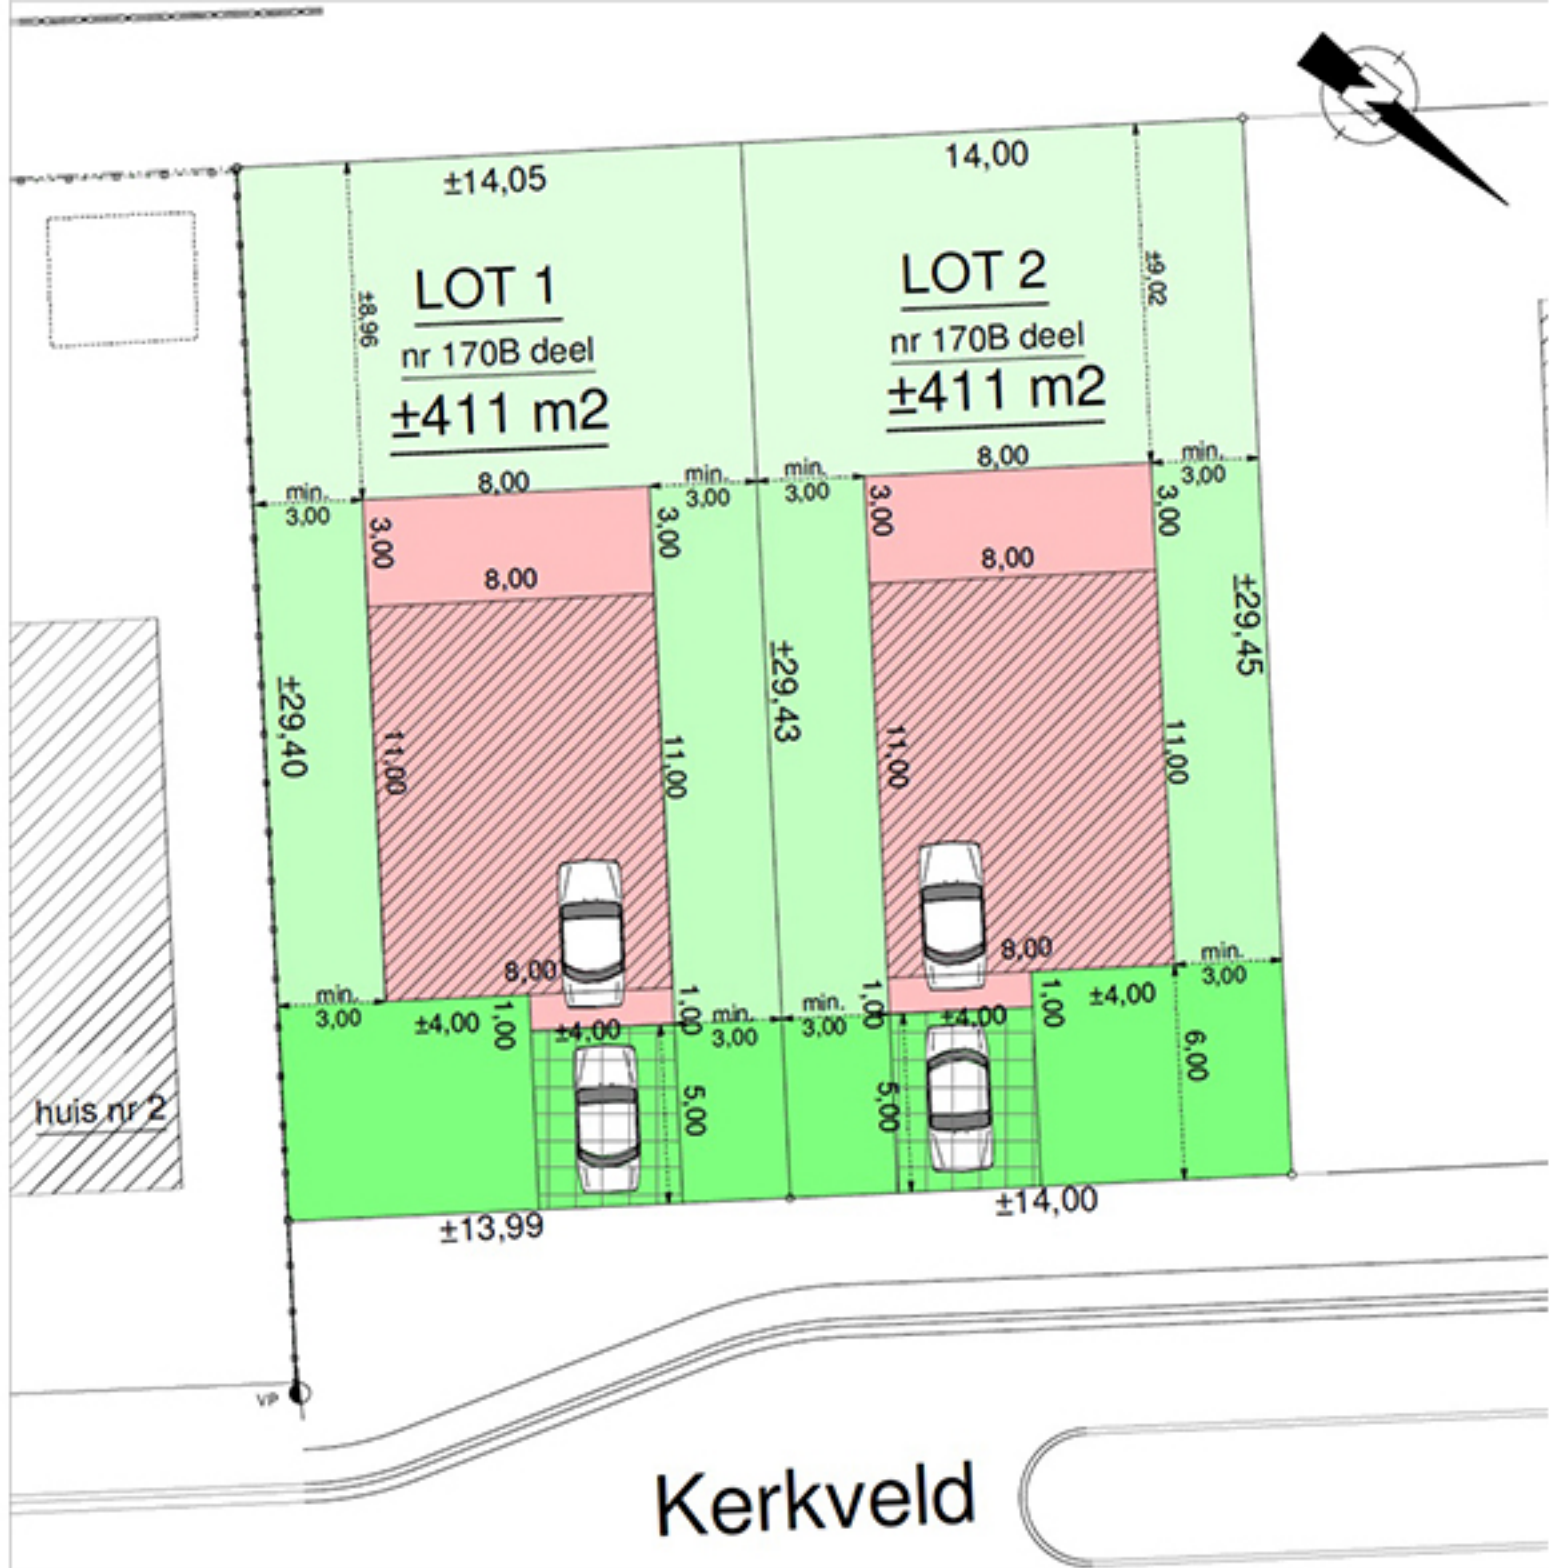 ±14,05
14,00
±8,96
±9,02
LOT 1
nr 170B deel
±411 m2
LOT 2
nr 170B deel
±411 m2
min.
3,00
8,00
min.
3,00
min.
3,00
8,00
min.
3,00
3,00
3,00
3,00
3,00
8,00
8,00
±29,40
11,00
11,00
±29,43
11,00
11,00
±29,45
8,00
8,00
min.
3,00
±4,00
1,00
±4,00
1,00
min.
3,00
min.
3,00
1,00
±4,00
1,00
±4,00
min.
3,00
5,00
5,00
6,00
huis nr 2
±13,99
±14,00
VP
Kerkveld